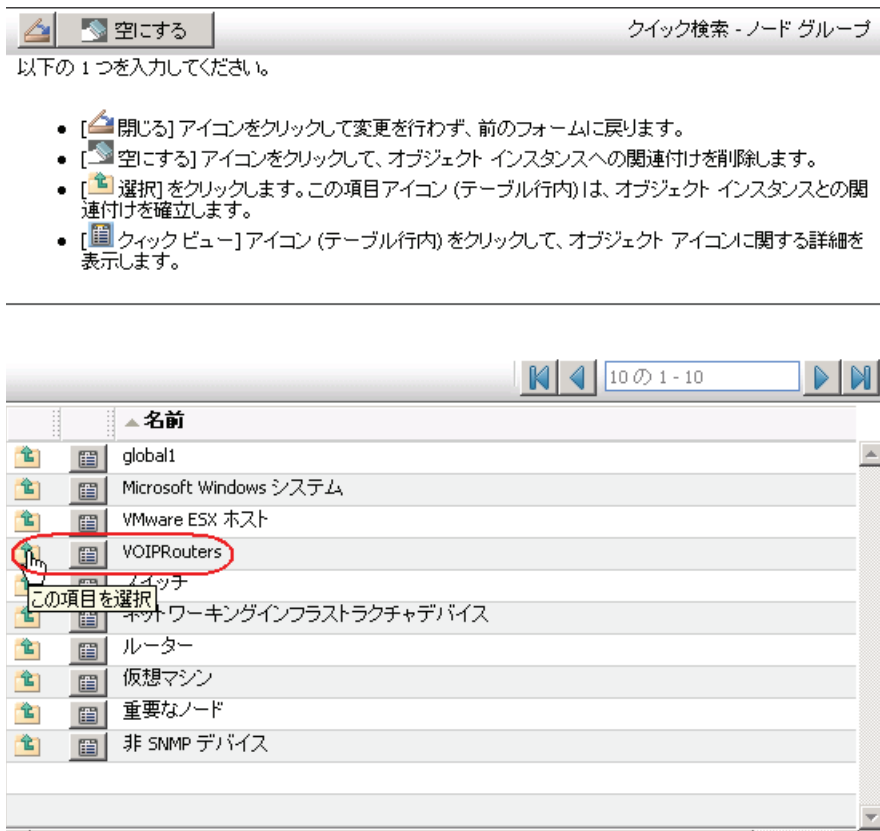 空にする
クイック検索 - ノード グループ
以下の 1 つを入力してください。
● [閉じる] アイコンをクリックして変更を行わず、前のフォームに戻ります。
● [空にする] アイコンをクリックして、オブジェクト インスタンスへの関連付けを削除します。
● [選択] をクリックします。この項目アイコン (テーブル行内) は、オブジェクト インスタンスとの関
連付けを確立します。
● [クィック ビュー] アイコン (テーブル行内) をクリックして、オブジェクト アイコンに関する詳細を
表示します。
10 の 1 - 10
名前
global1
Microsoft Windows システム
VMware ESX ホスト
VOIPRouters
スイッチ
この項目を選択
ネットワーキングインフラストラクチャデバイス
ルーター
仮想マシン
重要なノード
非 SNMP デバイス